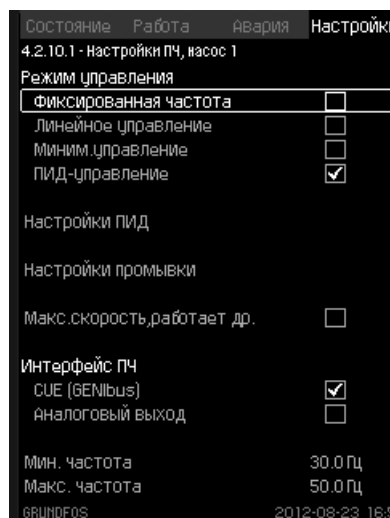 Состояние Работа Авария Настройки
4.2.10.1 - Настройки ПЧ, насос 1
Режим управления
Фиксированная частота
Линейное управление
Миним.управление
ПИД-управление
Настройки ПИД
Настройки промывки
Макс.скорость,работает др.
Интерфейс ПЧ
CUE (GENIbus)
Аналоговый выход
Мин. частота 30.0 Гц
Макс. частота 50.0 Гц
GRUNDFOS 2012-08-23 16:5